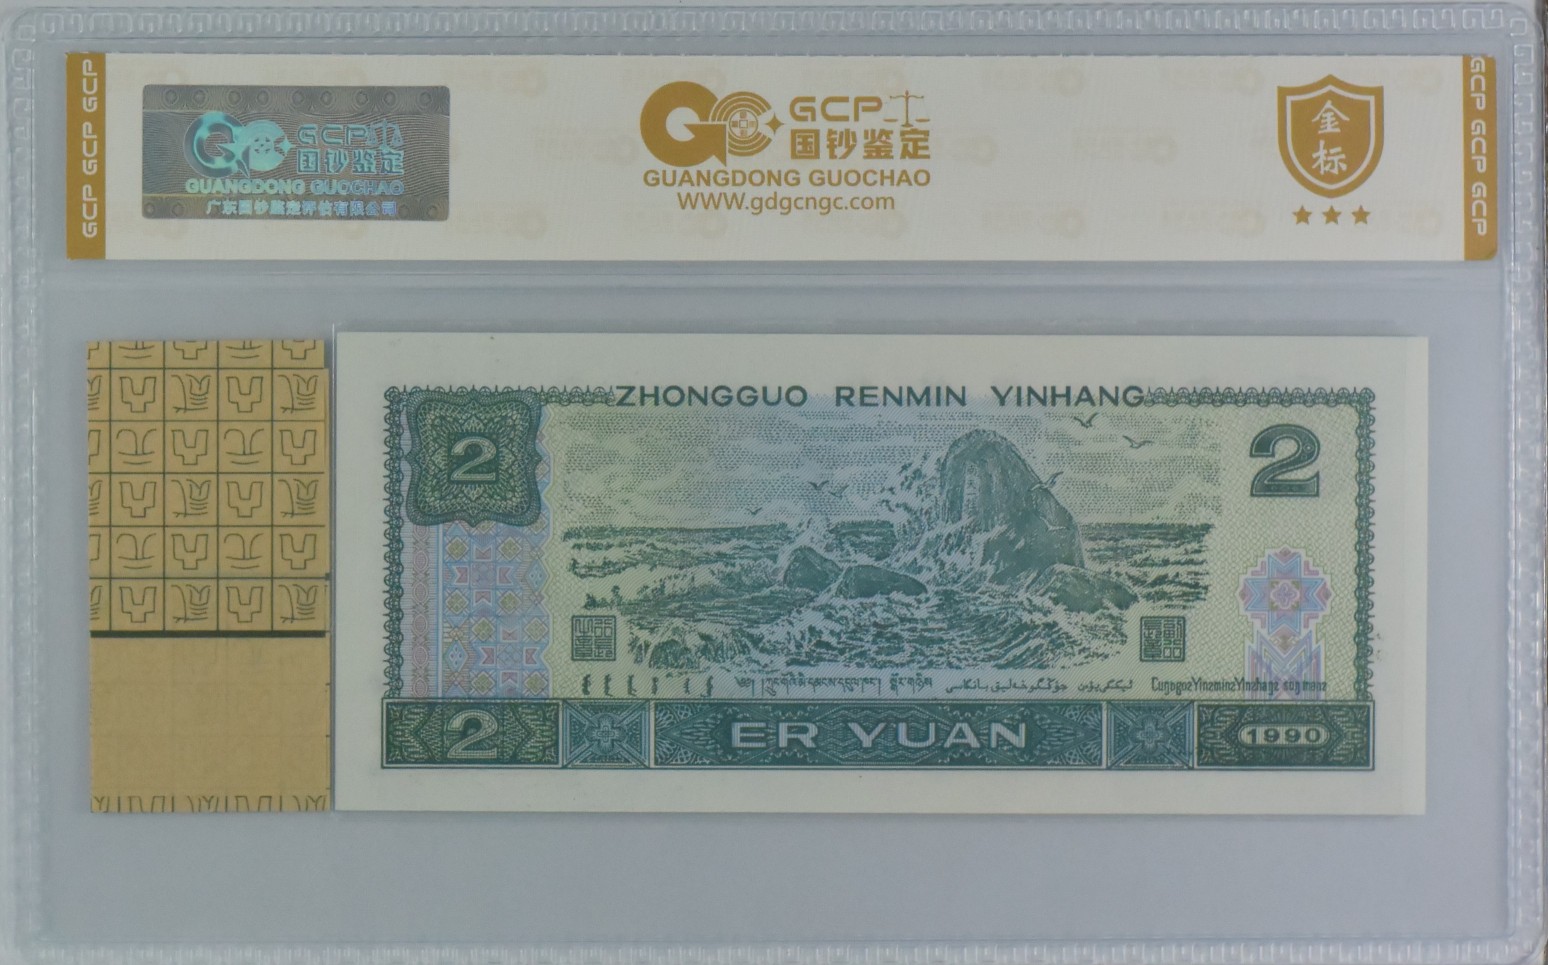 GCP GCP GCP
GCP
国钞鉴定
GUANGDONG GUOCHAO
广东国钞鉴定评估有限公司
GCP
国钞鉴定
GUANGDONG GUOCHAO
WWW.gdgcngc.com
金标
GCP GCP GCP
ZHONGGUO RENMIN YINHANG
2
2
2
ER YUAN
1990